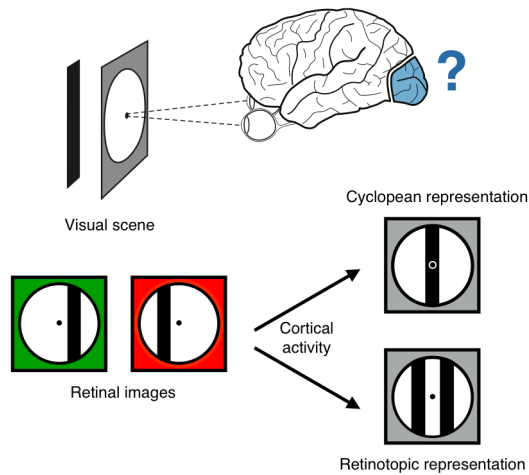 ?
Visual scene
Cyclopean representation
Cortical
activity
Retinal images
Retinotopic representation